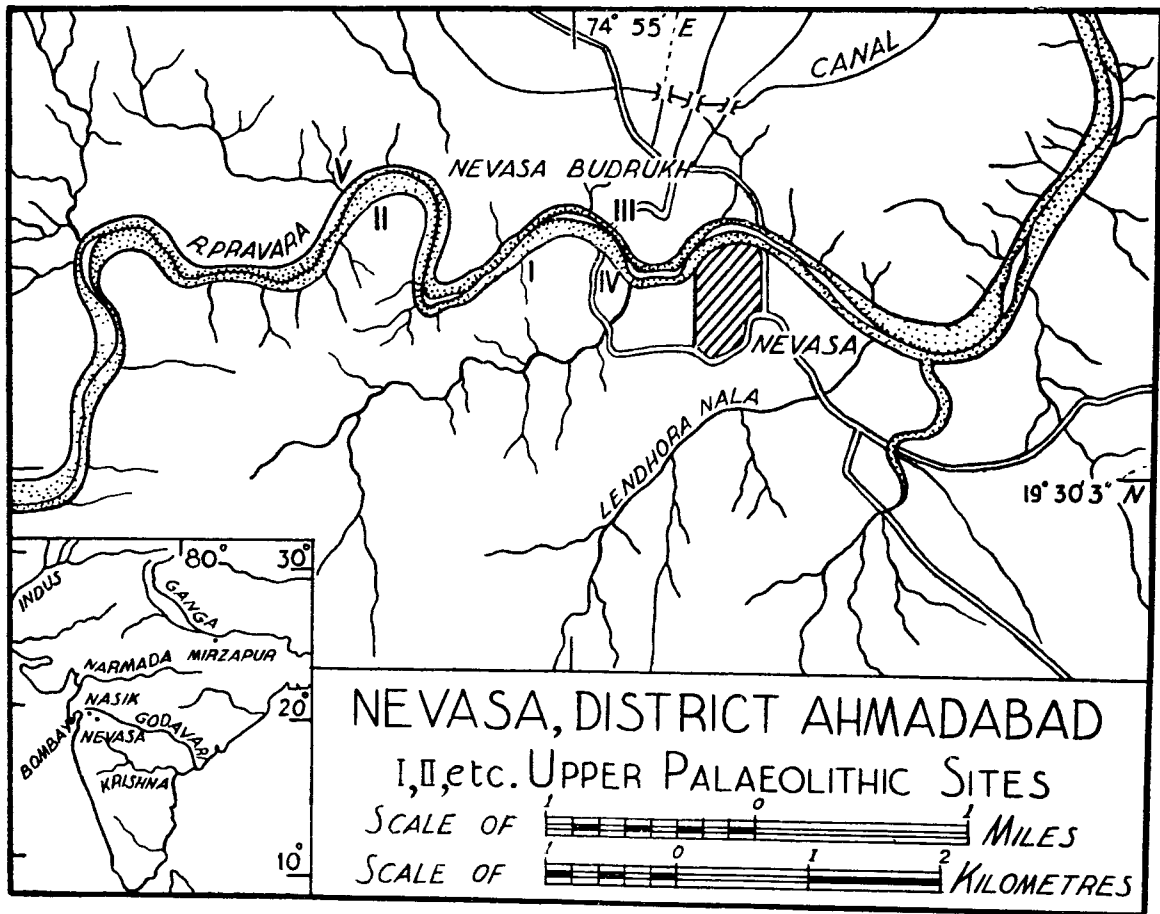 74° 55' E
CANAL
NEVASA BUDRUKH
V
II
III
R.PRAVARA
I
IV
NEVASA
LENDHORA NALA
19° 30' 3" N
80°
30°
INDUS
GANGA
MIRZAPUR
NARMADA
NASIK
20°
BOMBAY
NEVASA
GODAVARI
KRISHNA
10°
NEVASA, DISTRICT AHMADABAD
I, II, etc. UPPER PALAEOLITHIC SITES
SCALE OF 1 0 1 MILES
SCALE OF 1 0 1 2 KILOMETRES